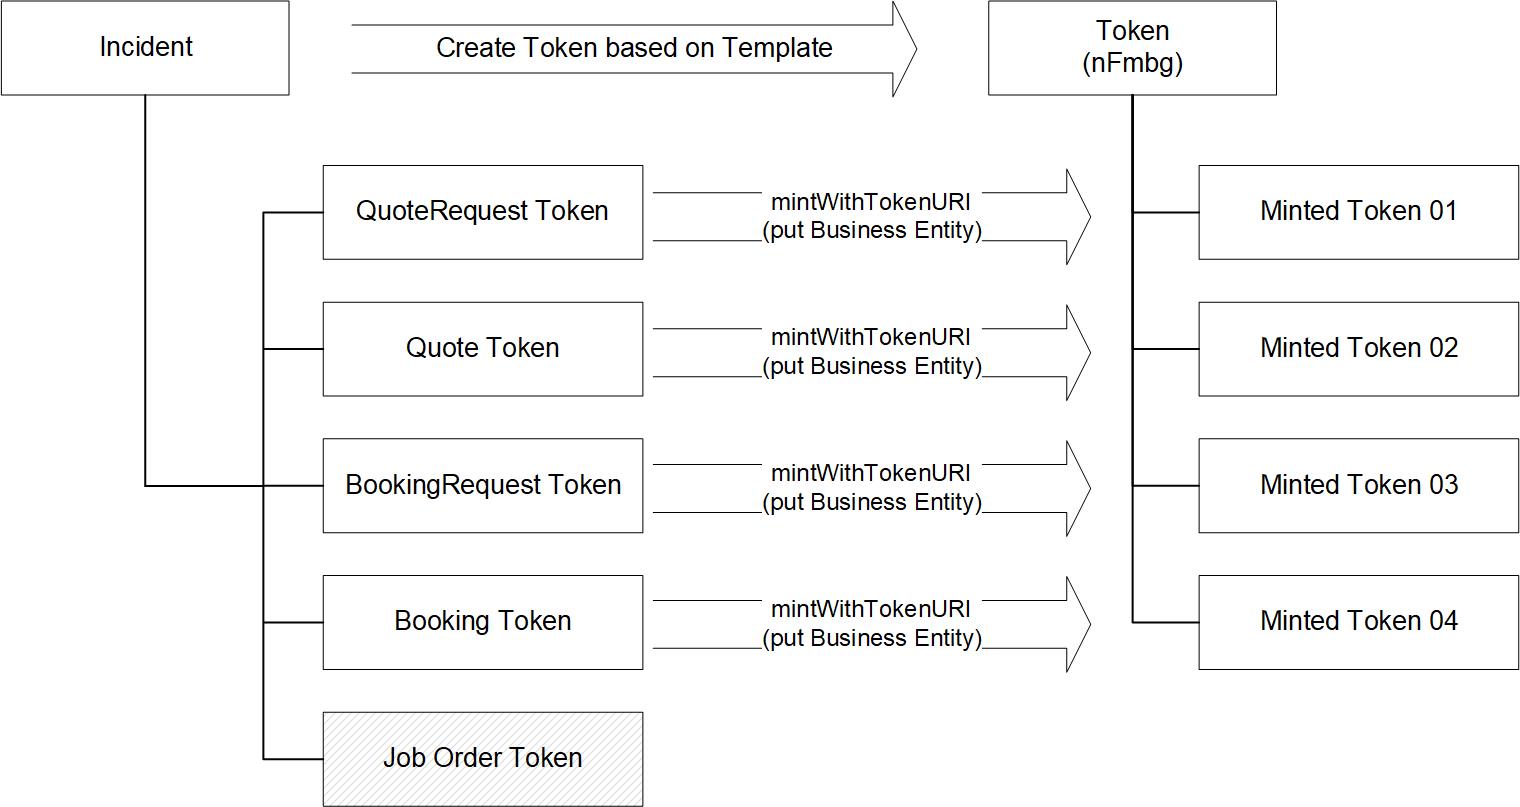 Incident
Create Token based on Template
Token
(nFmbg)
QuoteRequest Token
mintWithTokenURI
(put Business Entity)
Minted Token 01
Quote Token
mintWithTokenURI
(put Business Entity)
Minted Token 02
BookingRequest Token
mintWithTokenURI
(put Business Entity)
Minted Token 03
Booking Token
mintWithTokenURI
(put Business Entity)
Minted Token 04
Job Order Token